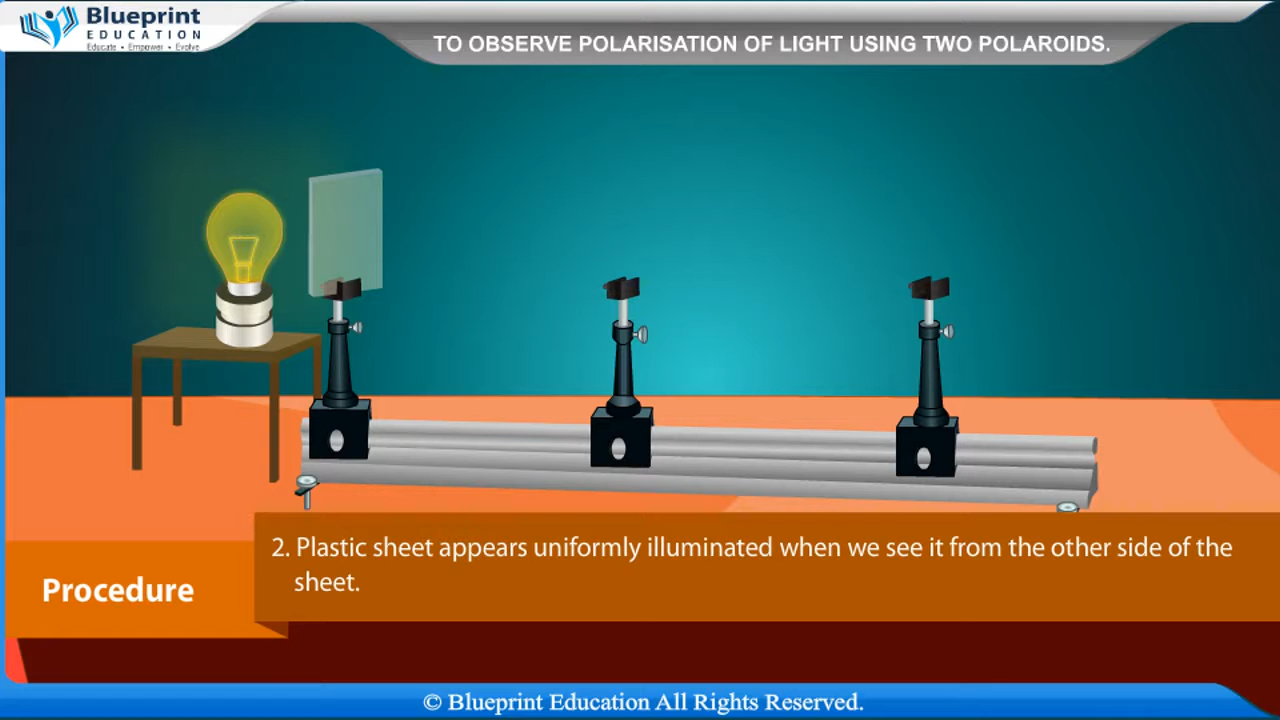 Blueprint
EDUCATION
Educate • Empower • Evolve
TO OBSERVE POLARISATION OF LIGHT USING TWO POLAROIDS.
2. Plastic sheet appears uniformly illuminated when we see it from the other side of the
sheet.
Procedure
© Blueprint Education All Rights Reserved.